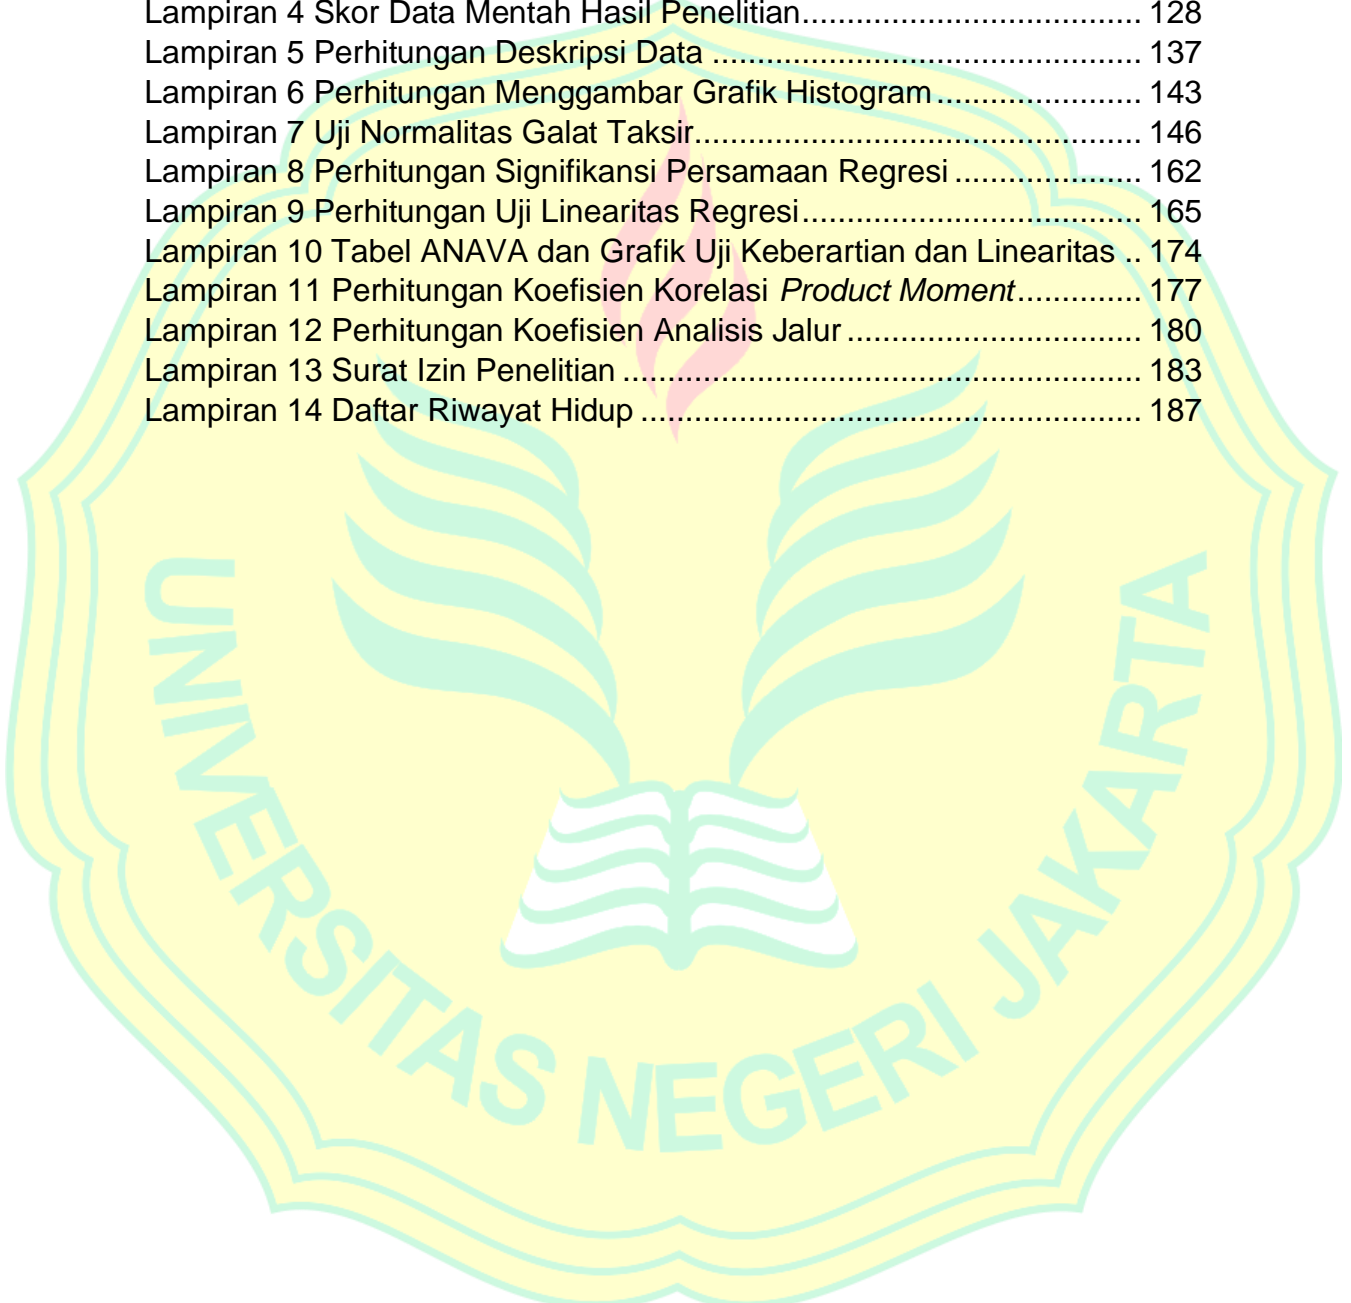 Lampiran 4 Skor Data Mentah Hasil Penelitian...................................... 128
Lampiran 5 Perhitungan Deskripsi Data ................................................ 137
Lampiran 6 Perhitungan Menggambar Grafik Histogram....................... 143
Lampiran 7 Uji Normalitas Galat Taksir.................................................. 146
Lampiran 8 Perhitungan Signifikansi Persamaan Regresi ..................... 162
Lampiran 9 Perhitungan Uji Linearitas Regresi...................................... 165
Lampiran 10 Tabel ANAVA dan Grafik Uji Keberartian dan Linearitas .. 174
Lampiran 11 Perhitungan Koefisien Korelasi Product Moment.............. 177
Lampiran 12 Perhitungan Koefisien Analisis Jalur ................................. 180
Lampiran 13 Surat Izin Penelitian .......................................................... 183
Lampiran 14 Daftar Riwayat Hidup ........................................................ 187
UNIVERSITAS NEGERI JAKARTA